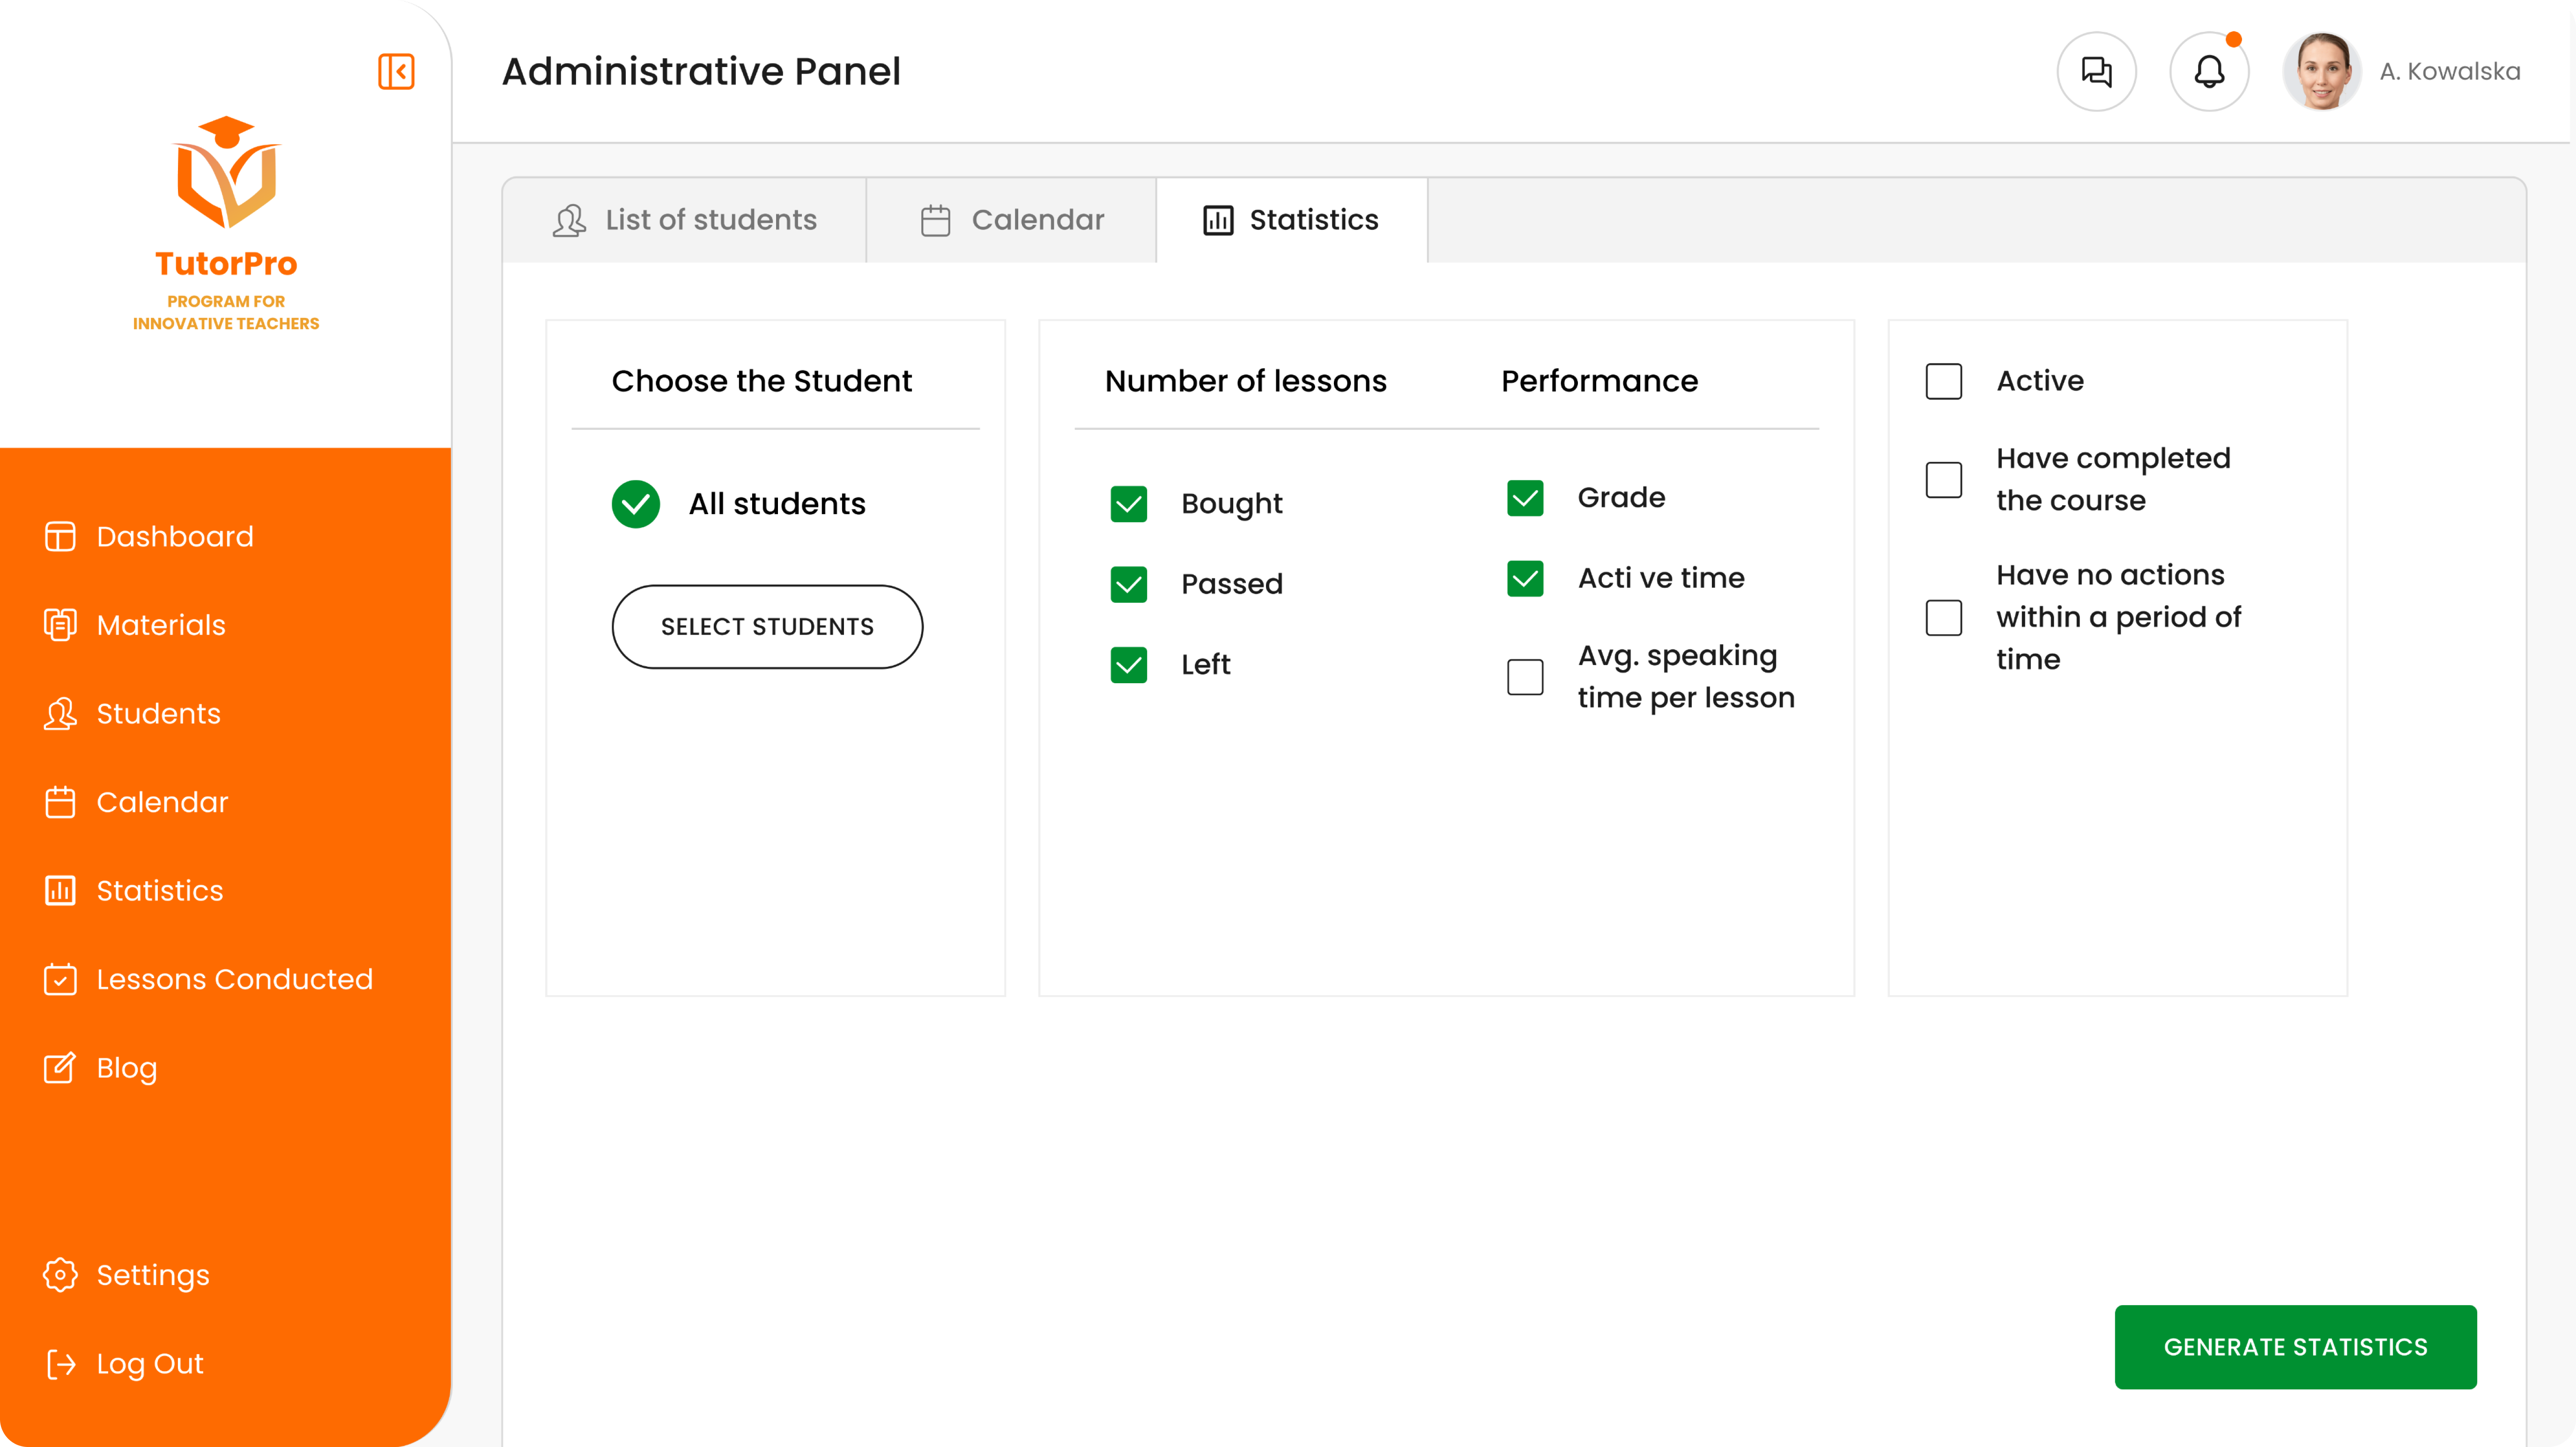 Administrative Panel
A. Kowalska
TutorPro
PROGRAM FOR
INNOVATIVE TEACHERS
Dashboard
Materials
Students
Calendar
Statistics
Lessons Conducted
Blog
Settings
Log Out
List of students
Calendar
Statistics
Choose the Student
All students
SELECT STUDENTS
Number of lessons
Bought
Passed
Left
Performance
Grade
Acti ve time
Avg. speaking
time per lesson
Active
Have completed
the course
Have no actions
within a period of
time
GENERATE STATISTICS